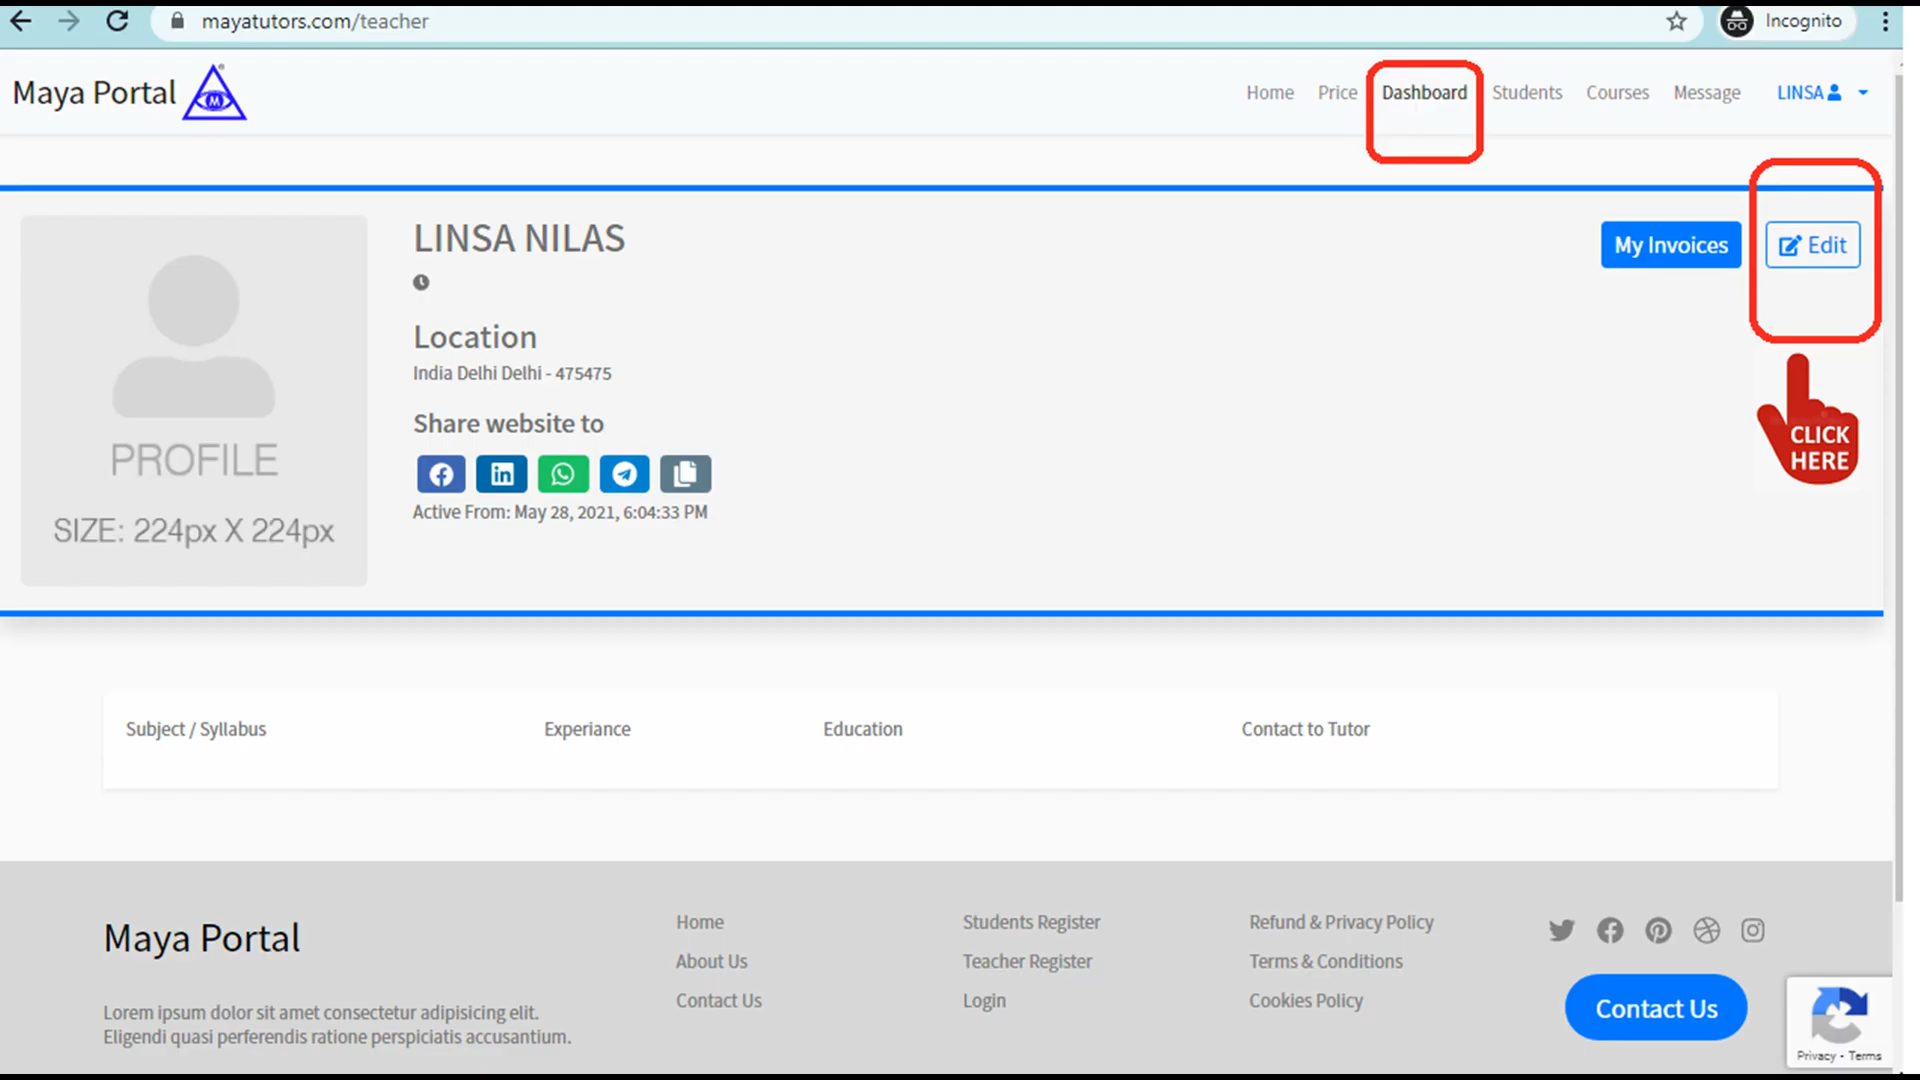 mayatutors.com/teacher
Incognito
Maya Portal
M
Home Price Dashboard Students Courses Message LINSA
LINSA NILAS
My Invoices
Edit
Location
India Delhi Delhi - 475475
Share website to
Active From: May 28, 2021, 6:04:33 PM
PROFILE
SIZE: 224px X 224px
CLICK
HERE
Subject / Syllabus Experiance Education Contact to Tutor
Maya Portal
Lorem ipsum dolor sit amet consectetur adipisicing elit.
Eligendi quasi perferendis ratione perspiciatis accusantium.
Home
About Us
Contact Us
Students Register
Teacher Register
Login
Refund & Privacy Policy
Terms & Conditions
Cookies Policy
Contact Us
Privacy - Terms